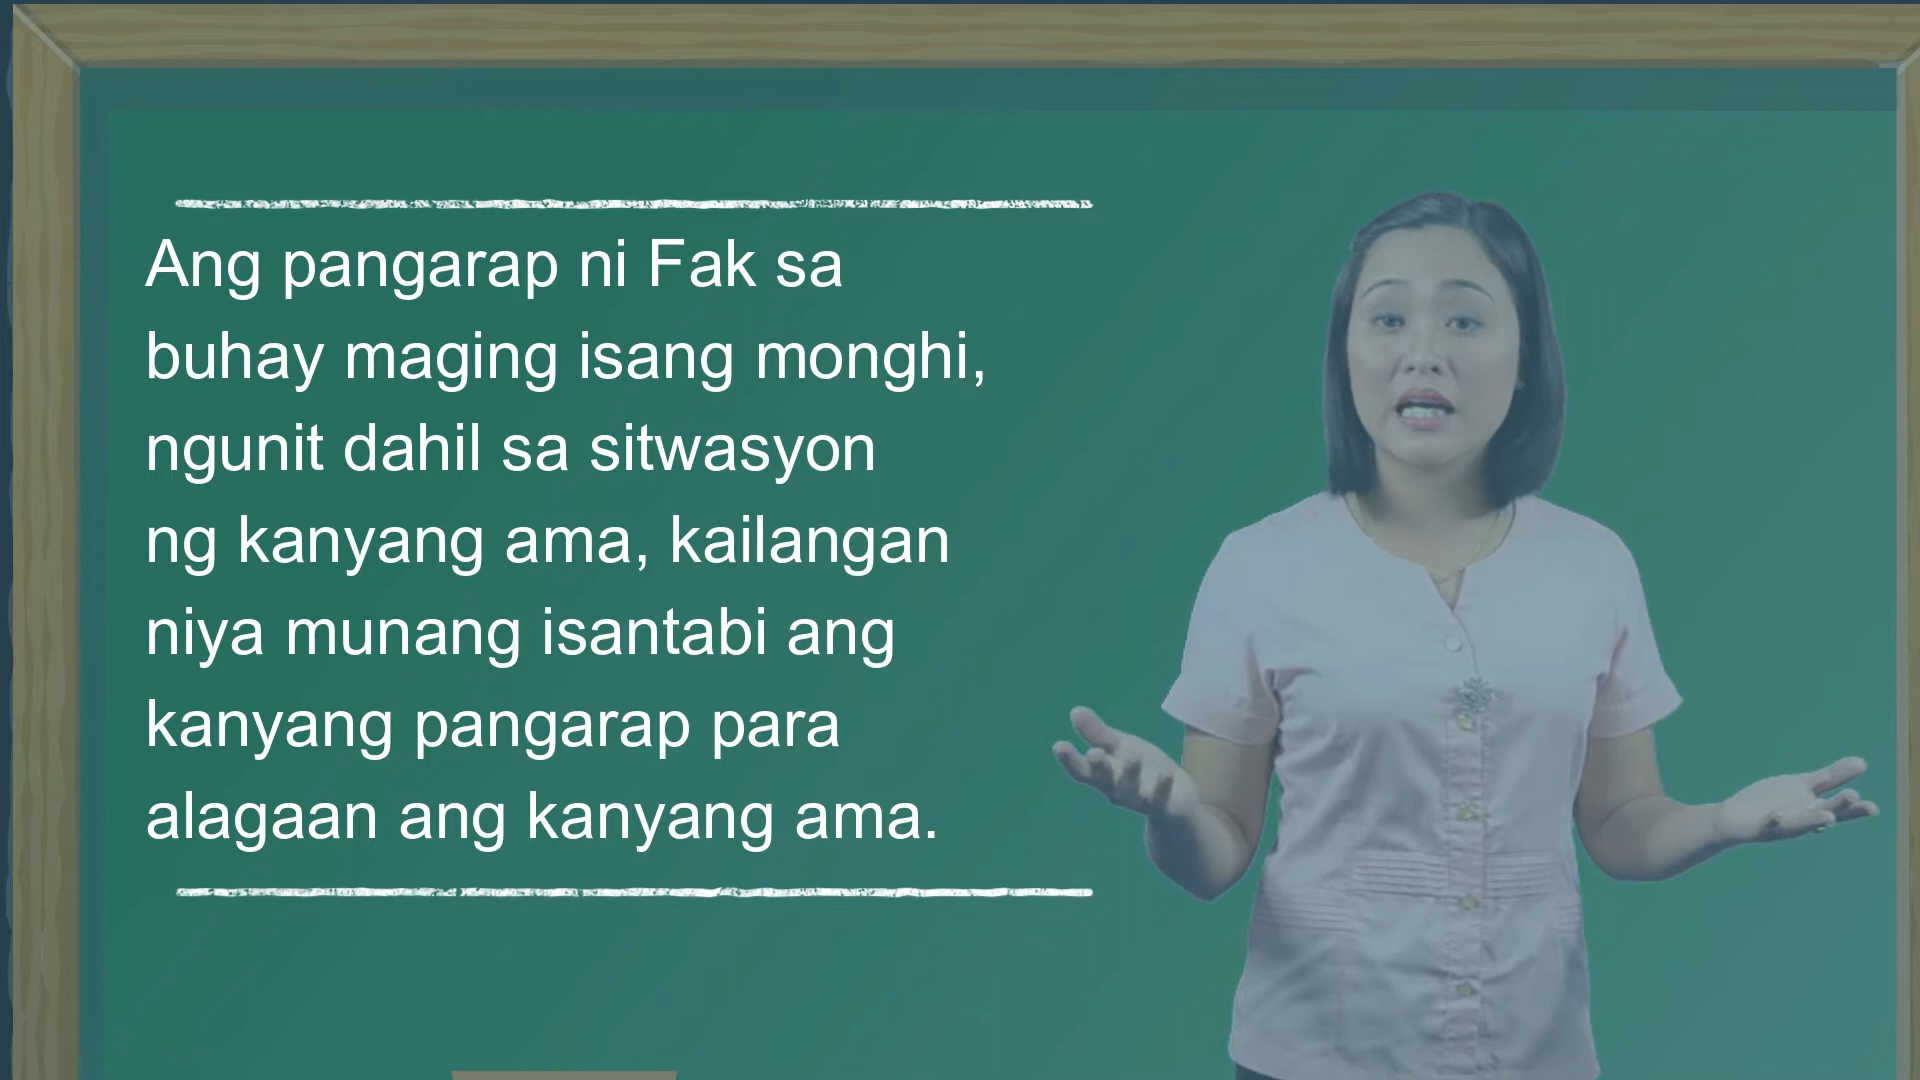 Ang pangarap ni Fak sa
buhay maging isang monghi,
ngunit dahil sa sitwasyon
ng kanyang ama, kailangan
niya munang isantabi ang
kanyang pangarap para
alagaan ang kanyang ama.